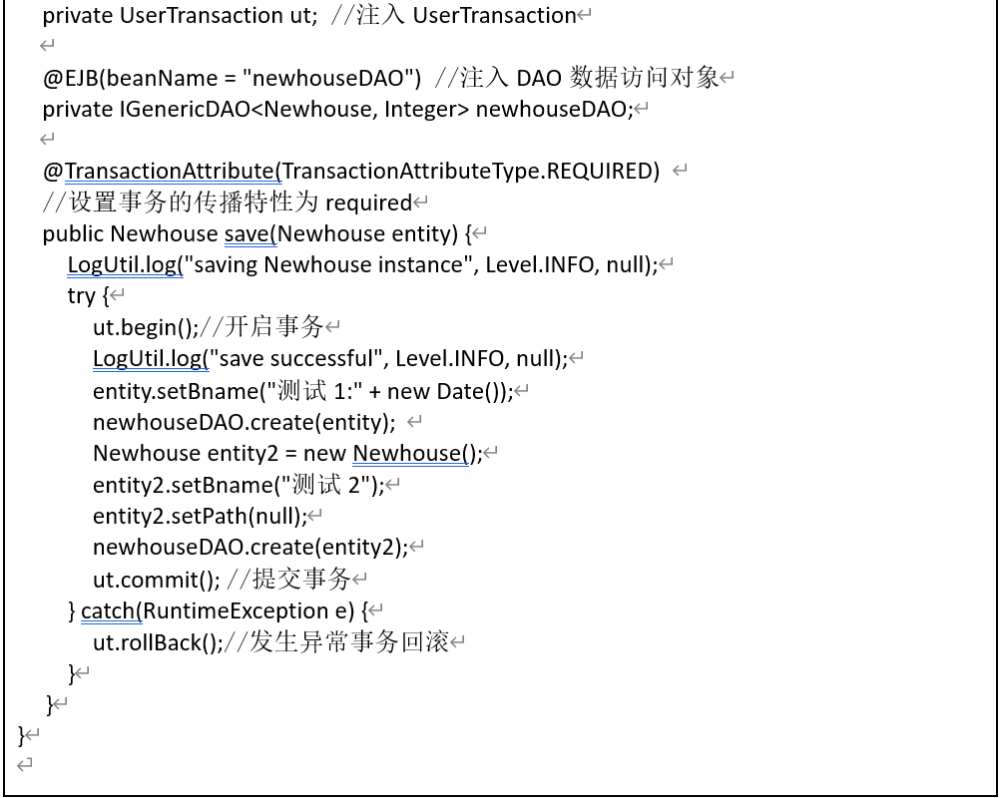 private UserTransaction ut;  //注入 UserTransaction↵
↵
@EJB(beanName = "newhouseDAO")  //注入 DAO 数据访问对象↵
private IGenericDAO<Newhouse, Integer> newhouseDAO;↵
↵
@TransactionAttribute(TransactionAttributeType.REQUIRED)  ↵
//设置事务的传播特性为 required↵
public Newhouse save(Newhouse entity) {↵
LogUtil.log("saving Newhouse instance", Level.INFO, null);↵
try {↵
ut.begin();//开启事务↵
LogUtil.log("save successful", Level.INFO, null);↵
entity.setBname("测试 1:" + new Date());↵
newhouseDAO.create(entity);  ↵
Newhouse entity2 = new Newhouse();↵
entity2.setBname("测试 2");↵
entity2.setPath(null);↵
newhouseDAO.create(entity2);↵
ut.commit(); //提交事务↵
} catch(RuntimeException e) {↵
ut.rollBack();//发生异常事务回滚↵
}↵
}↵
}↵
↵